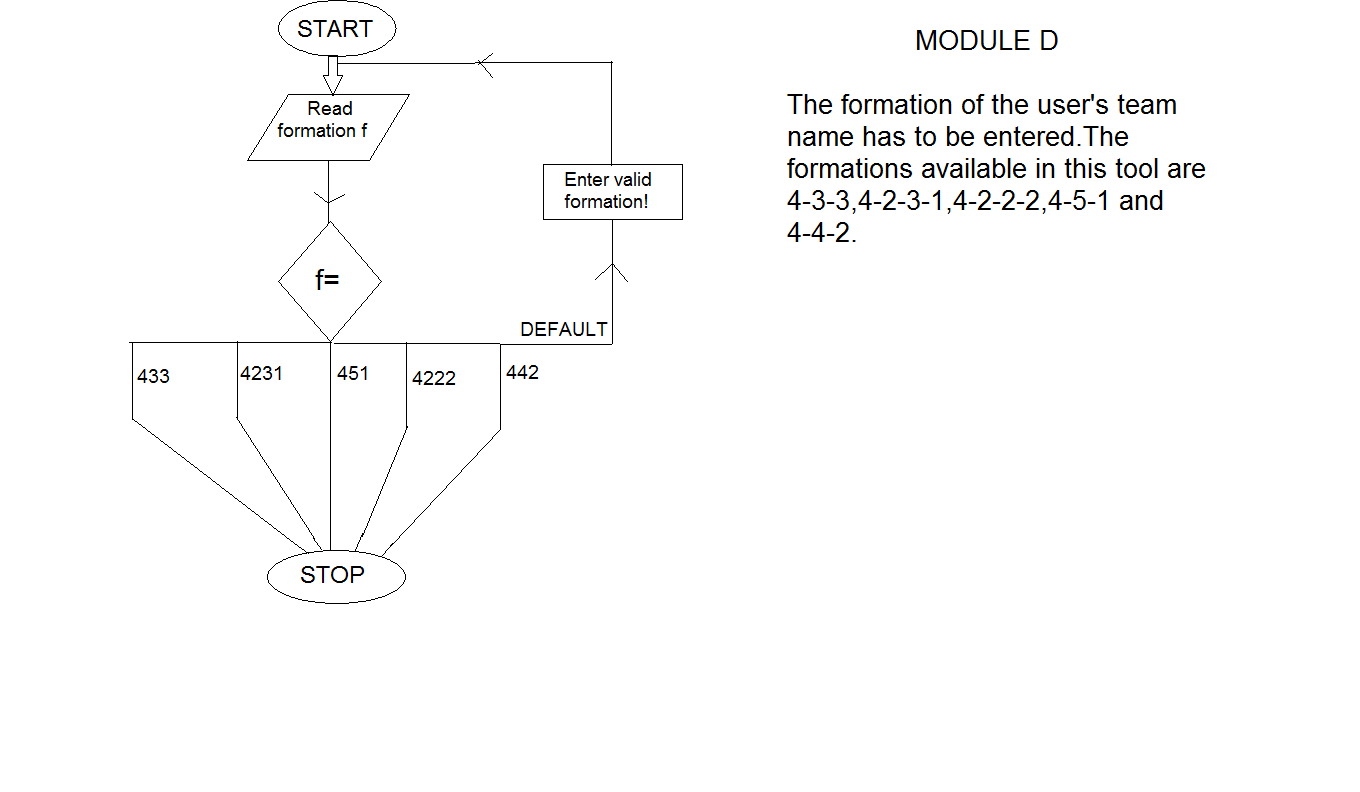 START
Read
formation f
f=
Enter valid
formation!
DEFAULT
433
4231
451
4222
442
STOP
MODULE D
The formation of the user's team
name has to be entered.The
formations available in this tool are
4-3-3,4-2-3-1,4-2-2-2,4-5-1 and
4-4-2.